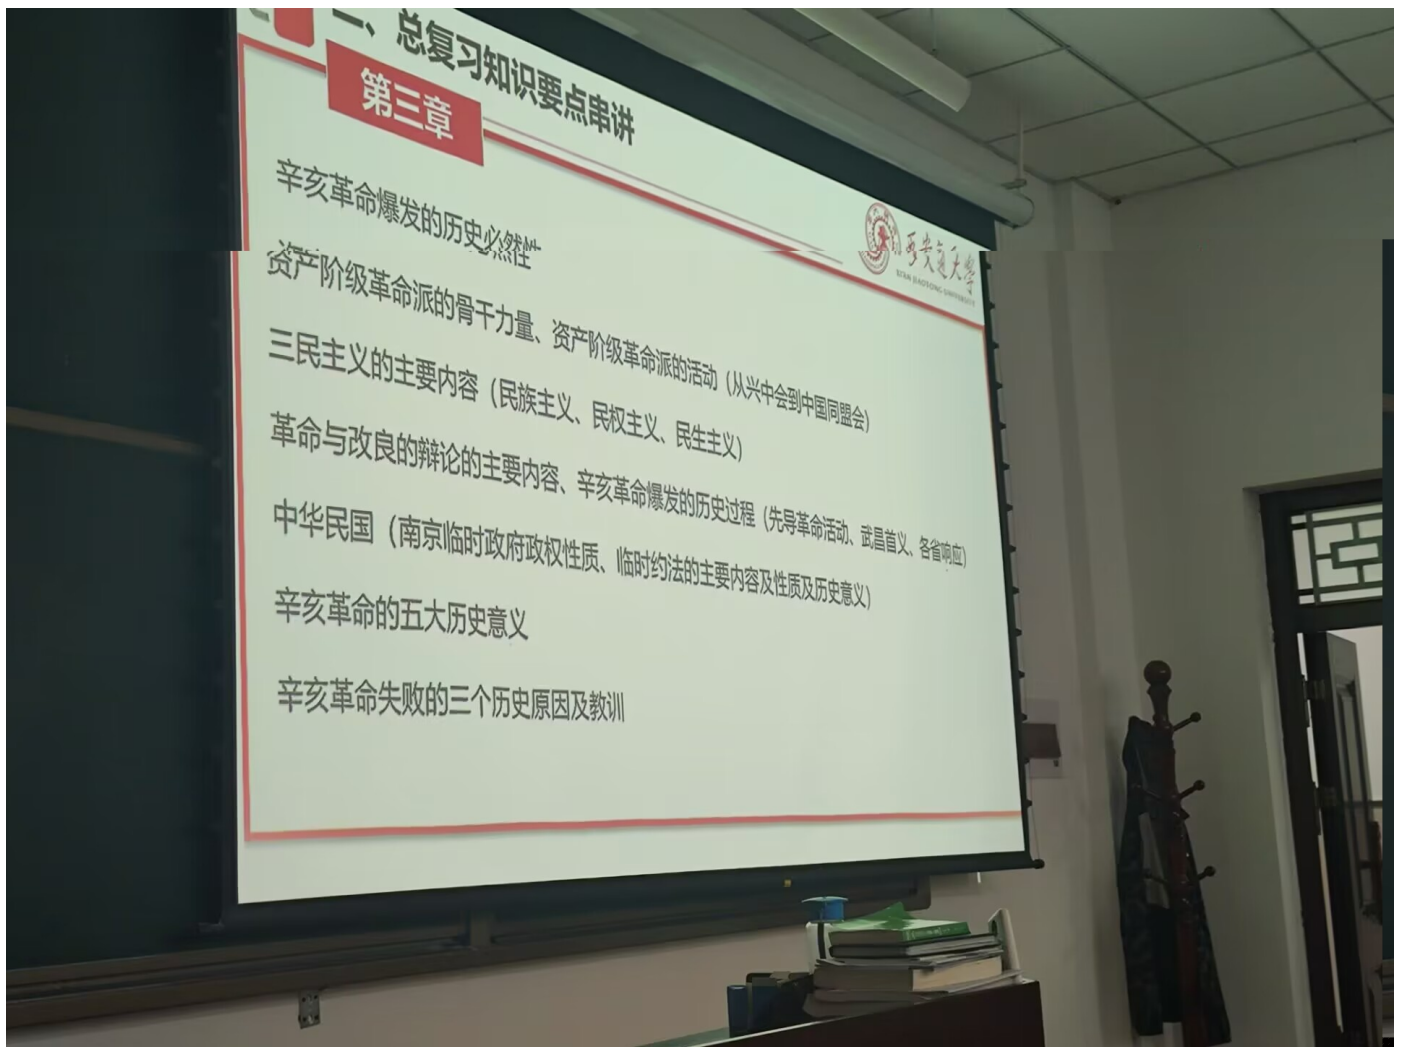 二、总复习知识要点串讲
第三章
西安交通大学
XI'AN JIAOTONG UNIVERSITY
辛亥革命爆发的历史必然性
资产阶级革命派的骨干力量、资产阶级革命派的活动（从兴中会到中国同盟会）
三民主义的主要内容（民族主义、民权主义、民生主义）
革命与改良的辩论的主要内容、辛亥革命爆发的历史过程（先导革命活动、武昌首义、各省响应）
中华民国（南京临时政府政权性质、临时约法的主要内容及性质及历史意义）
辛亥革命的五大历史意义
辛亥革命失败的三个历史原因及教训